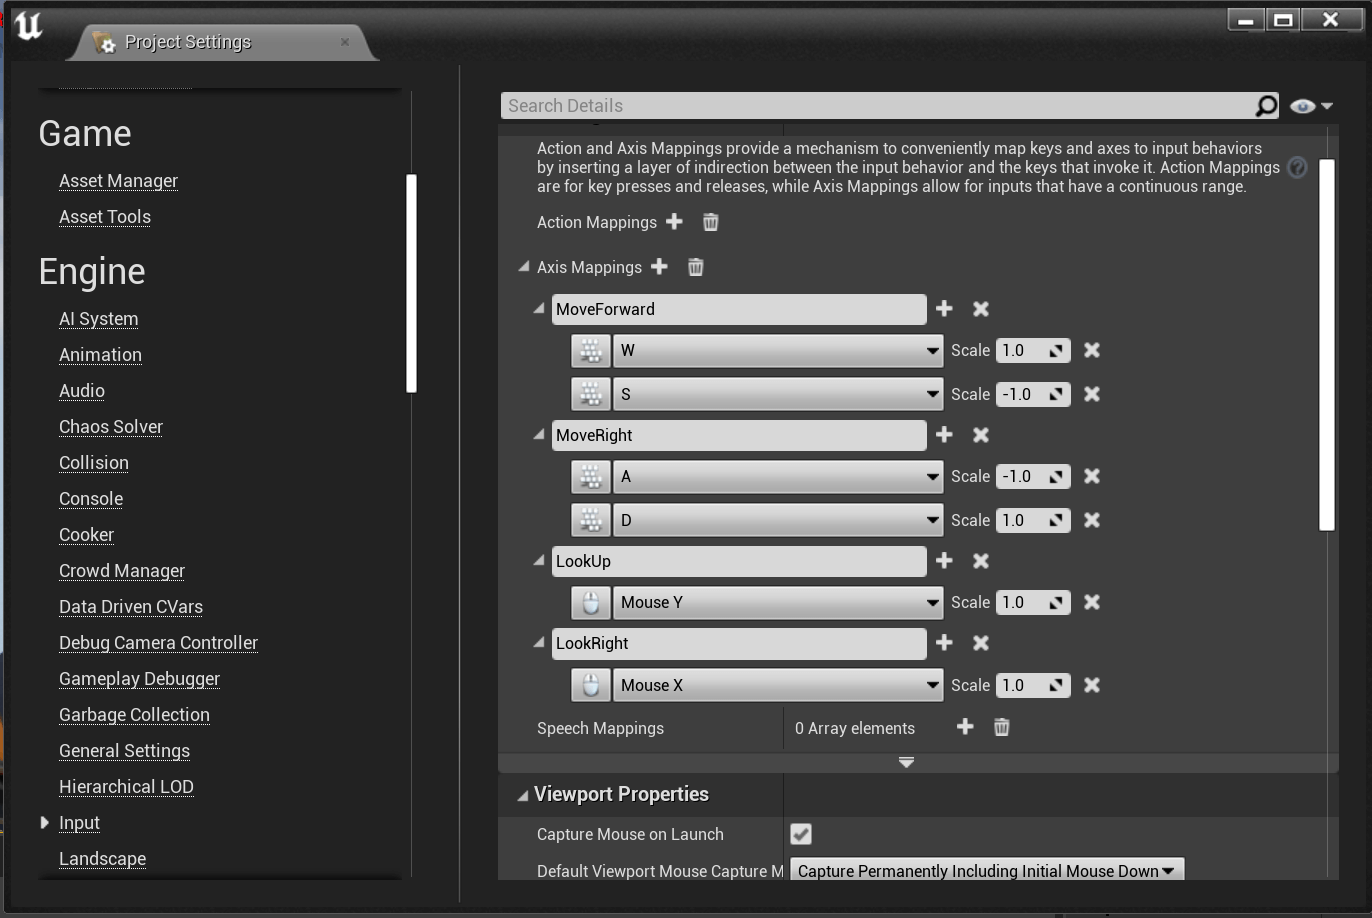 Project Settings
Game
Asset Manager
Asset Tools
Engine
AI System
Animation
Audio
Chaos Solver
Collision
Console
Cooker
Crowd Manager
Data Driven CVars
Debug Camera Controller
Gameplay Debugger
Garbage Collection
General Settings
Hierarchical LOD
Input
Landscape
Search Details
Action and Axis Mappings provide a mechanism to conveniently map keys and axes to input behaviors
by inserting a layer of indirection between the input behavior and the keys that invoke it. Action Mappings
are for key presses and releases, while Axis Mappings allow for inputs that have a continuous range.
Action Mappings
Axis Mappings
MoveForward
W Scale 1.0
S Scale -1.0
MoveRight
A Scale -1.0
D Scale 1.0
LookUp
Mouse Y Scale 1.0
LookRight
Mouse X Scale 1.0
Speech Mappings 0 Array elements
Viewport Properties
Capture Mouse on Launch
Default Viewport Mouse Capture M Capture Permanently Including Initial Mouse Down